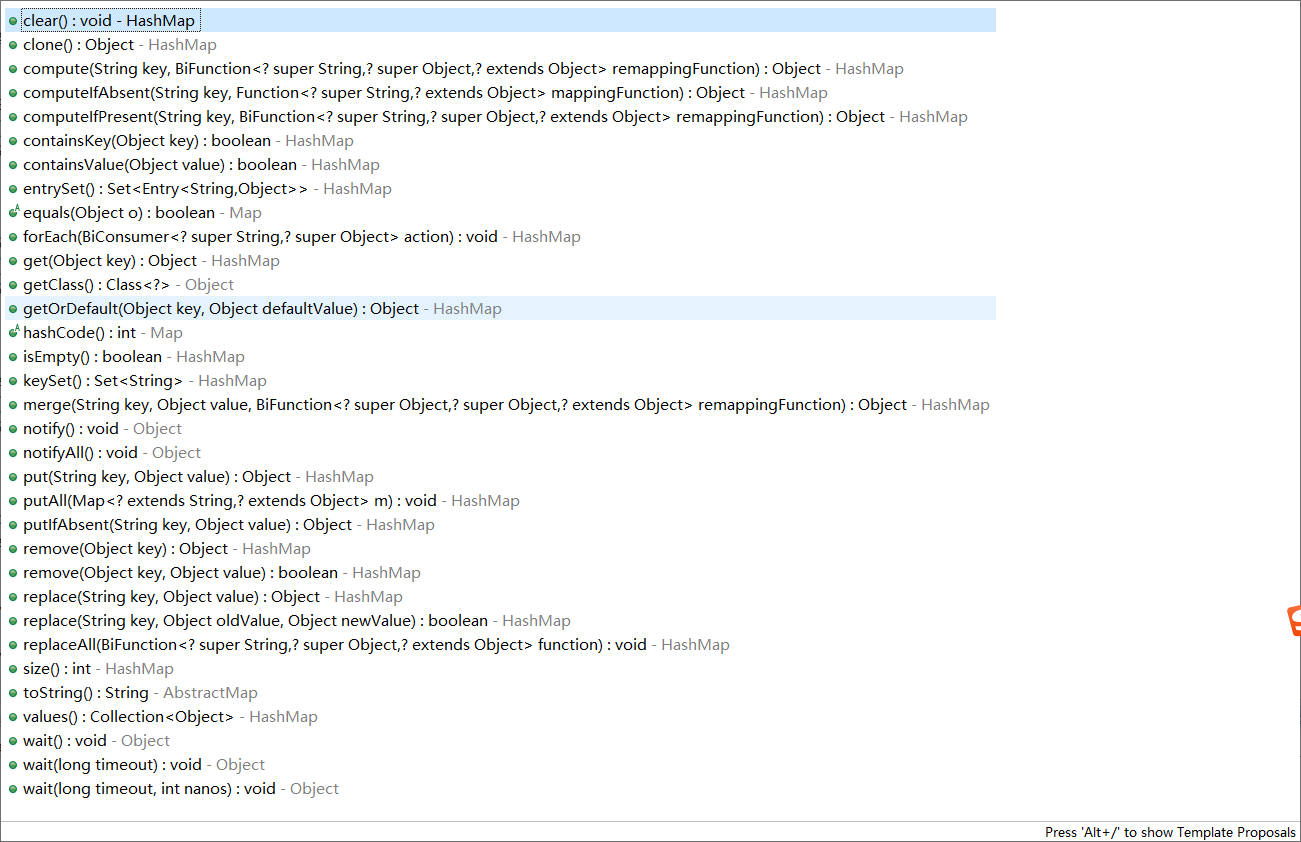 clear() : void - HashMap
clone() : Object - HashMap
compute(String key, BiFunction<? super String,? super Object,? extends Object> remappingFunction) : Object - HashMap
computeIfAbsent(String key, Function<? super String,? extends Object> mappingFunction) : Object - HashMap
computeIfPresent(String key, BiFunction<? super String,? super Object,? extends Object> remappingFunction) : Object - HashMap
containsKey(Object key) : boolean - HashMap
containsValue(Object value) : boolean - HashMap
entrySet() : Set<Entry<String,Object>> - HashMap
equals(Object o) : boolean - Map
forEach(BiConsumer<? super String,? super Object> action) : void - HashMap
get(Object key) : Object - HashMap
getClass() : Class<?> - Object
getOrDefault(Object key, Object defaultValue) : Object - HashMap
hashCode() : int - Map
isEmpty() : boolean - HashMap
keySet() : Set<String> - HashMap
merge(String key, Object value, BiFunction<? super Object,? super Object,? extends Object> remappingFunction) : Object - HashMap
notify() : void - Object
notifyAll() : void - Object
put(String key, Object value) : Object - HashMap
putAll(Map<? extends String,? extends Object> m) : void - HashMap
putIfAbsent(String key, Object value) : Object - HashMap
remove(Object key) : Object - HashMap
remove(Object key, Object value) : boolean - HashMap
replace(String key, Object value) : Object - HashMap
replace(String key, Object oldValue, Object newValue) : boolean - HashMap
replaceAll(BiFunction<? super String,? super Object,? extends Object> function) : void - HashMap
size() : int - HashMap
toString() : String - AbstractMap
values() : Collection<Object> - HashMap
wait() : void - Object
wait(long timeout) : void - Object
wait(long timeout, int nanos) : void - Object
Press 'Alt+/' to show Template Proposals